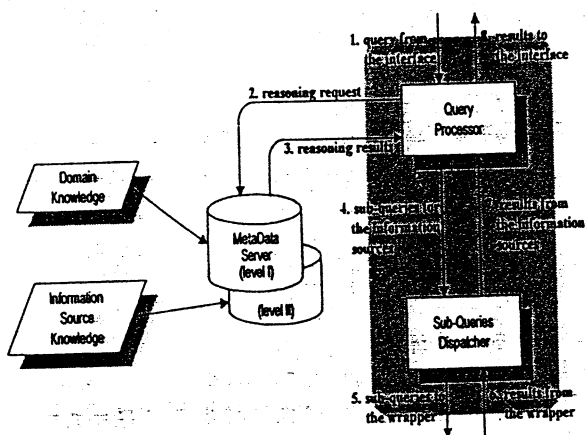 1. query from
the interface
8. results to
the interface
2. reasoning request
Query
Processor
3. reasoning results
Domain
Knowledge
4. sub-queries for
the information
sources
7. results from
the information
sources
MetaData
Server
(level I)
(level II)
Information
Source
Knowledge
Sub-Queries
Dispatcher
5. sub-queries to
the wrapper
6. results from
the wrapper